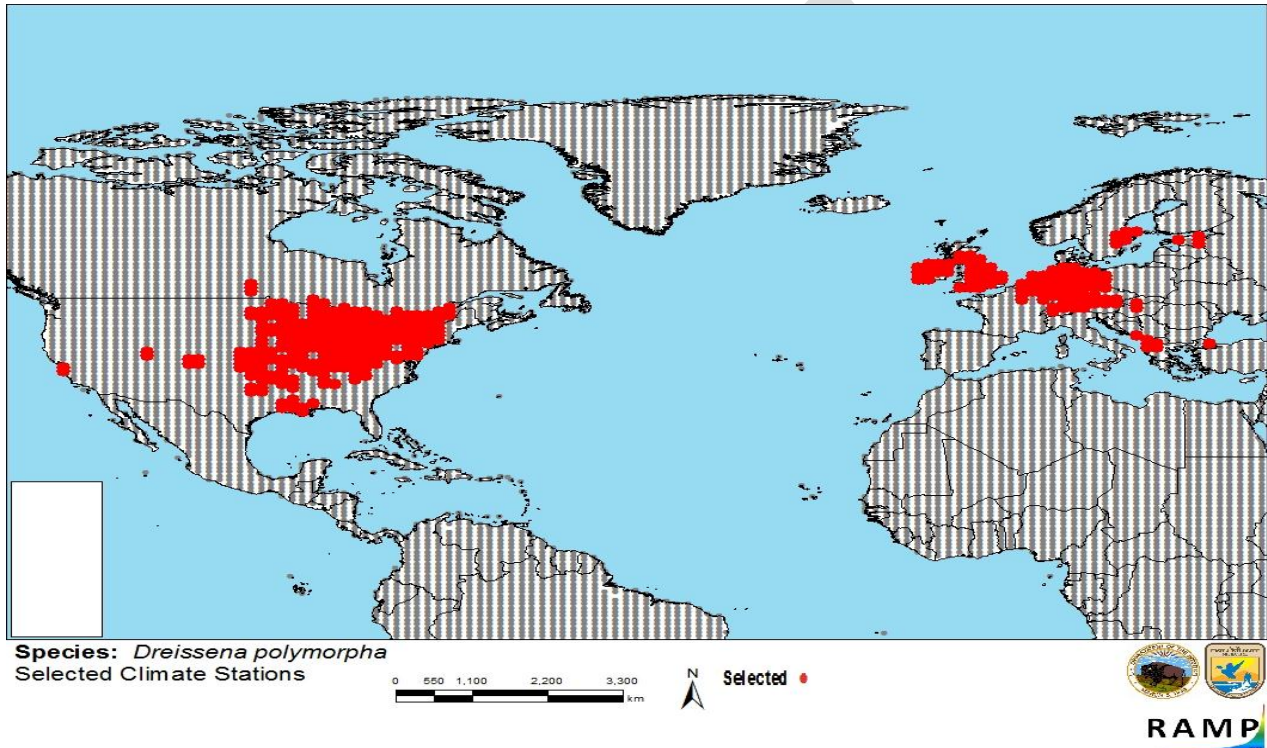 Species: Dreissena polymorpha
Selected Climate Stations
0 550 1,100 2,200 3,300
km
N
Selected
RAMP